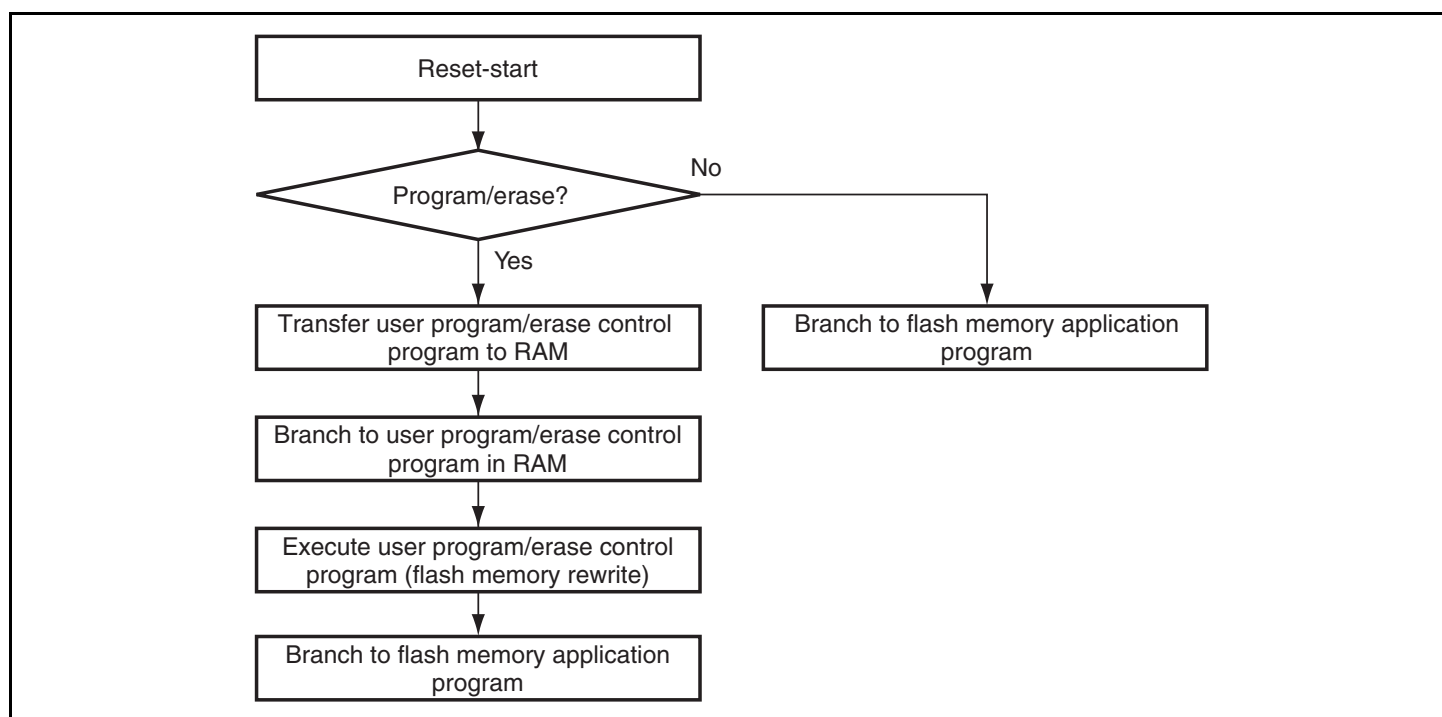 Reset-start
Program/erase?
No
Yes
Transfer user program/erase control
program to RAM
Branch to flash memory application
program
Branch to user program/erase control
program in RAM
Execute user program/erase control
program (flash memory rewrite)
Branch to flash memory application
program